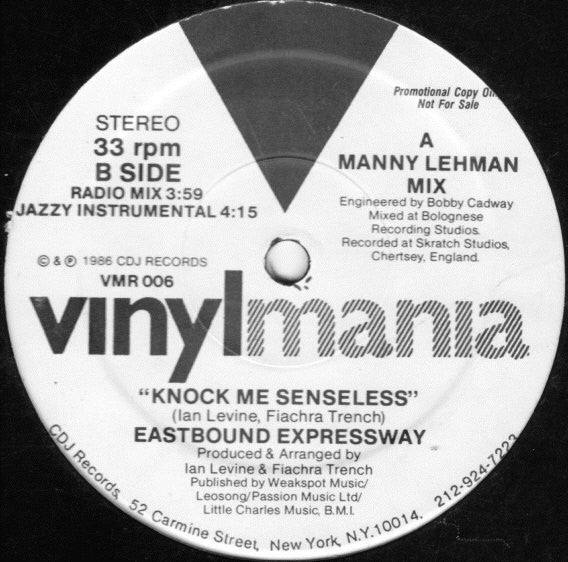 Promotional Copy On
Not For Sale
STEREO
33 rpm
B SIDE
RADIO MIX 3:59
JAZZY INSTRUMENTAL 4:15
A
MANNY LEHMAN
MIX
Engineered by Bobby Cadway
Mixed at Bolognese
Recording Studios.
Recorded at Skratch Studios,
Chertsey, England.
© & ℗ 1986 CDJ RECORDS
VMR 006
vinylmania
“KNOCK ME SENSELESS”
(Ian Levine, Fiachra Trench)
EASTBOUND EXPRESSWAY
Produced & Arranged by
Ian Levine & Fiachra Trench
Published by Weakspot Music/
Leosong/Passion Music Ltd/
Little Charles Music, B.M.I.
CDJ Records, 52 Carmine Street, New York, N.Y. 10014. 212-924-7223